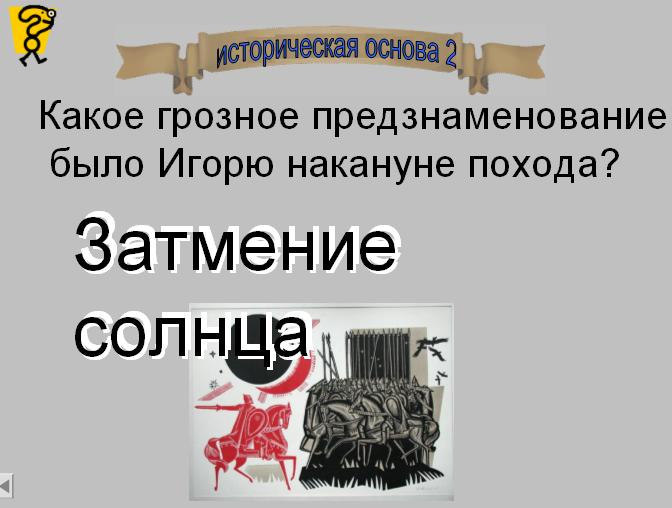 историческая основа 2
Какое грозное предзнаменование
было Игорю накануне похода?
Затмение
солнца